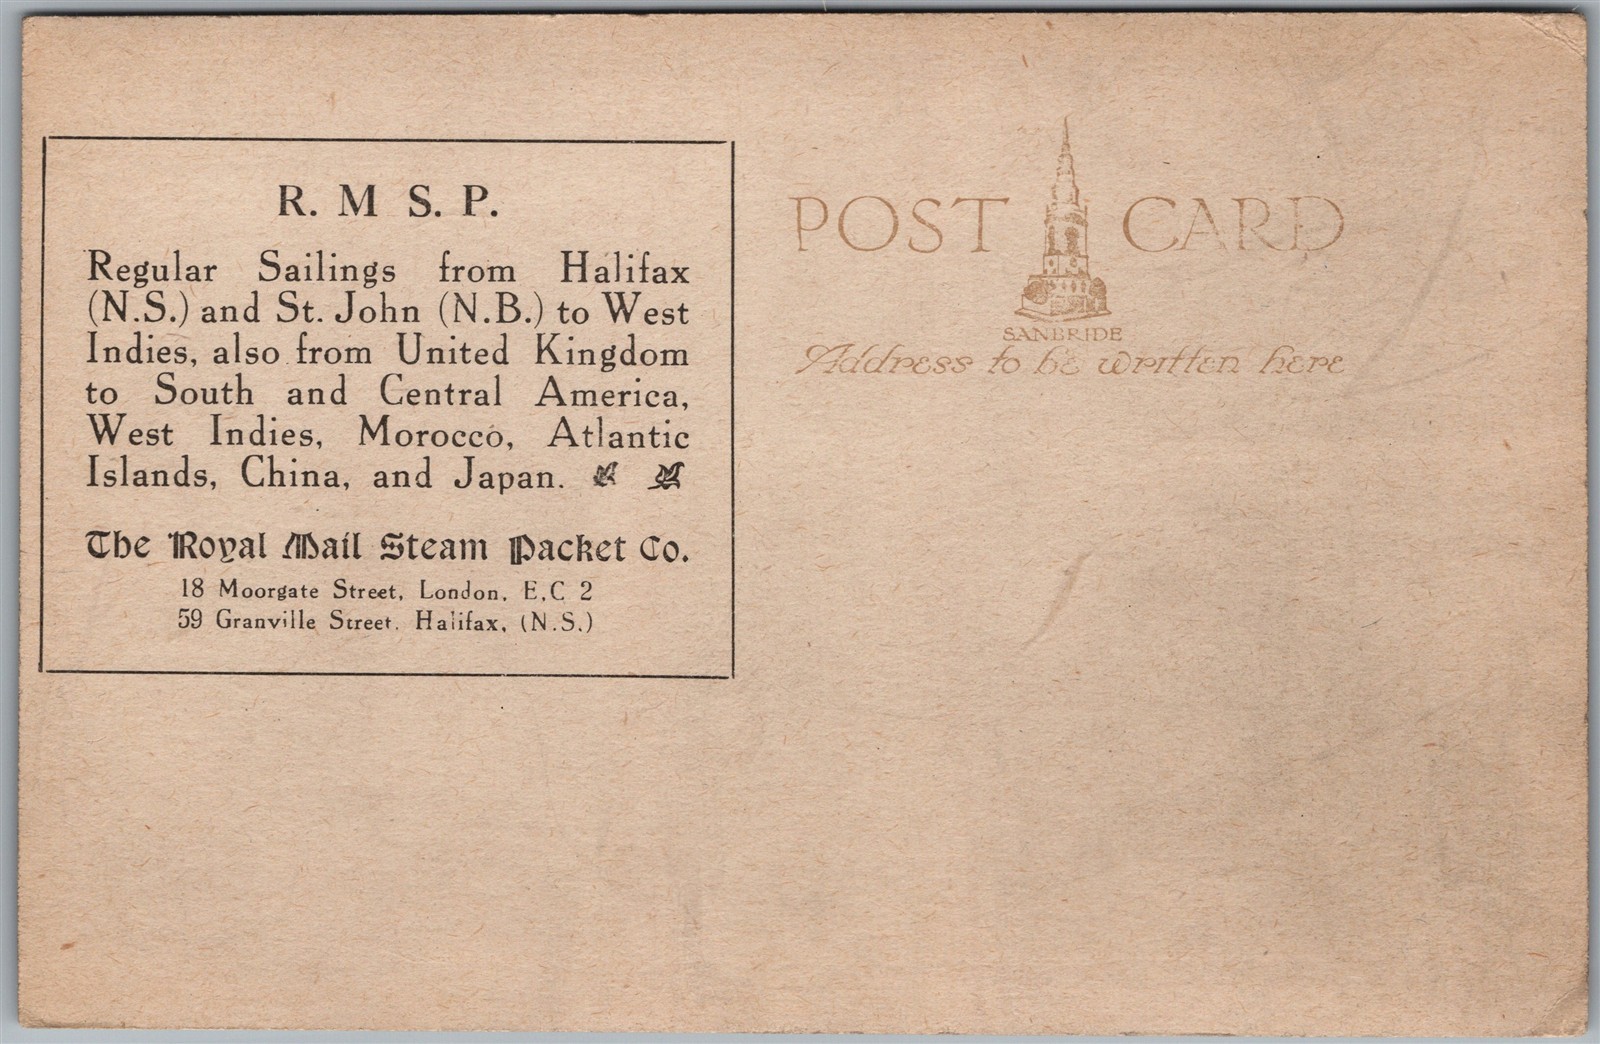 R. M S. P.
Regular Sailings from Halifax
(N.S.) and St. John (N.B.) to West
Indies, also from United Kingdom
to South and Central America,
West Indies, Morocco, Atlantic
Islands, China, and Japan.
The Royal Mail Steam Packet Co.
18 Moorgate Street, London, E.C 2
59 Granville Street. Halifax, (N.S.)
POST CARD
SANBRIDE
Address to be written here